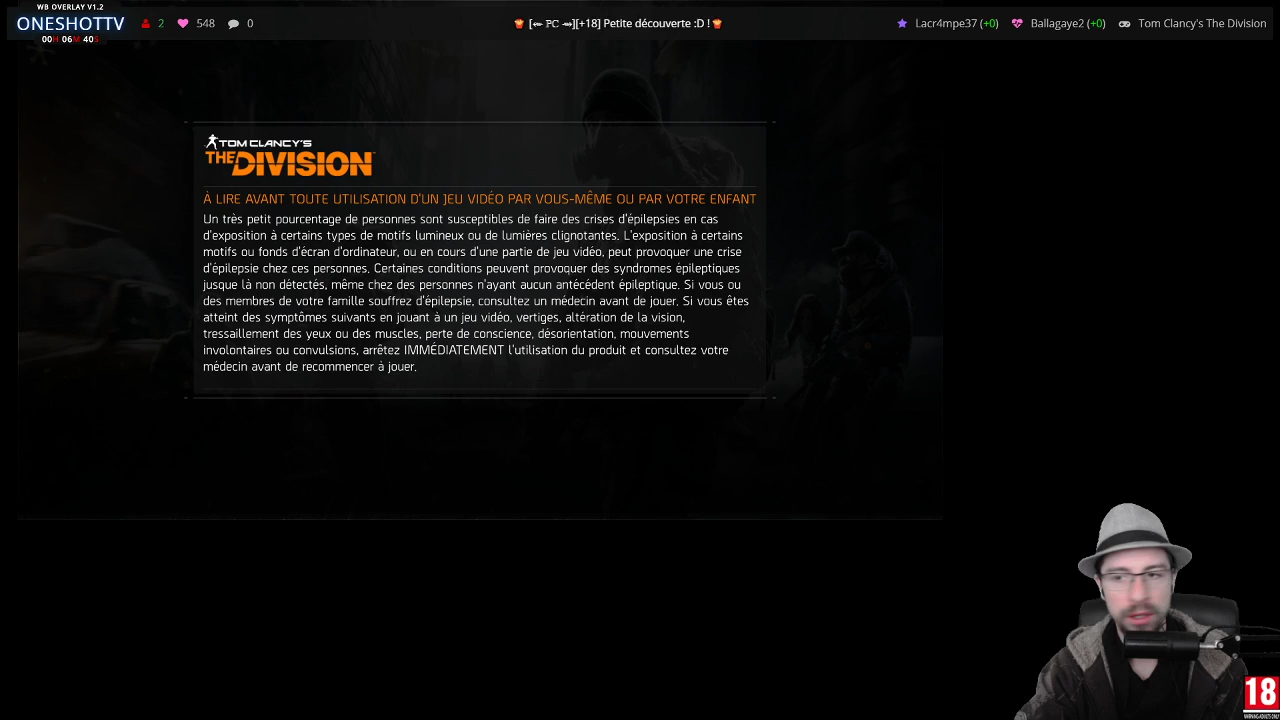 WB OVERLAY V1.2
ONESHOTTV
00H 06M 40S
2 548 0
[⇜ ℙℂ ⇝][+18] Petite découverte :D !
Lacr4mpe37 (+0) Ballagaye2 (+0) Tom Clancy's The Division
TOM CLANCY'S
THE DIVISION™
À LIRE AVANT TOUTE UTILISATION D'UN JEU VIDÉO PAR VOUS-MÊME OU PAR VOTRE ENFANT
Un très petit pourcentage de personnes sont susceptibles de faire des crises d'épilepsies en cas
d'exposition à certains types de motifs lumineux ou de lumières clignotantes. L'exposition à certains
motifs ou fonds d'écran d'ordinateur, ou en cours d'une partie de jeu vidéo, peut provoquer une crise
d'épilepsie chez ces personnes. Certaines conditions peuvent provoquer des syndromes épileptiques
jusque là non détectés, même chez des personnes n'ayant aucun antécédent épileptique. Si vous ou
des membres de votre famille souffrez d'épilepsie, consultez un médecin avant de jouer. Si vous êtes
atteint des symptômes suivants en jouant à un jeu vidéo, vertiges, altération de la vision,
tressaillement des yeux ou des muscles, perte de conscience, désorientation, mouvements
involontaires ou convulsions, arrêtez IMMÉDIATEMENT l'utilisation du produit et consultez votre
médecin avant de recommencer à jouer.
18